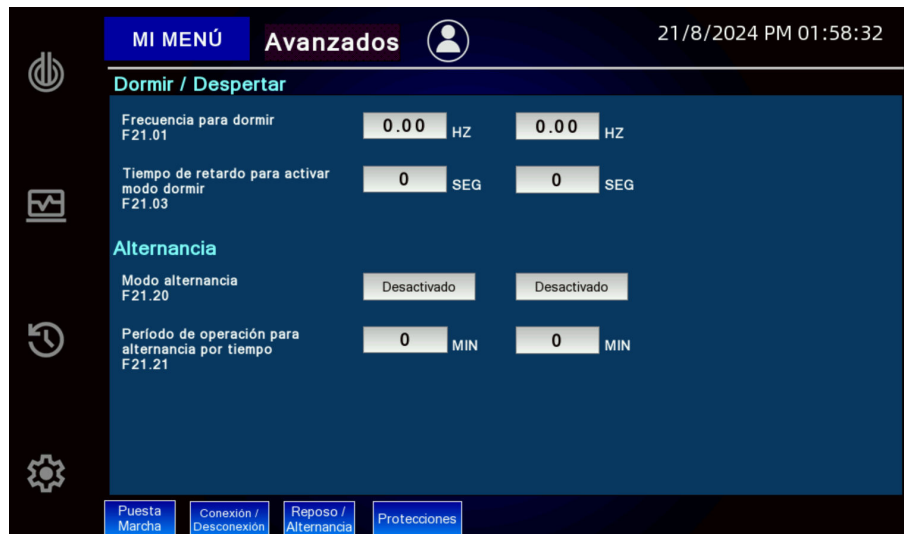 MI MENÚ Avanzados 21/8/2024 PM 01:58:32
Dormir / Despertar
Frecuencia para dormir
F21.01
0.00 HZ 0.00 HZ
Tiempo de retardo para activar
modo dormir
F21.03
0 SEG 0 SEG
Alternancia
Modo alternancia
F21.20
Desactivado Desactivado
Período de operación para
alternancia por tiempo
F21.21
0 MIN 0 MIN
Puesta
Marcha
Conexión /
Desconexión
Reposo /
Alternancia
Protecciones